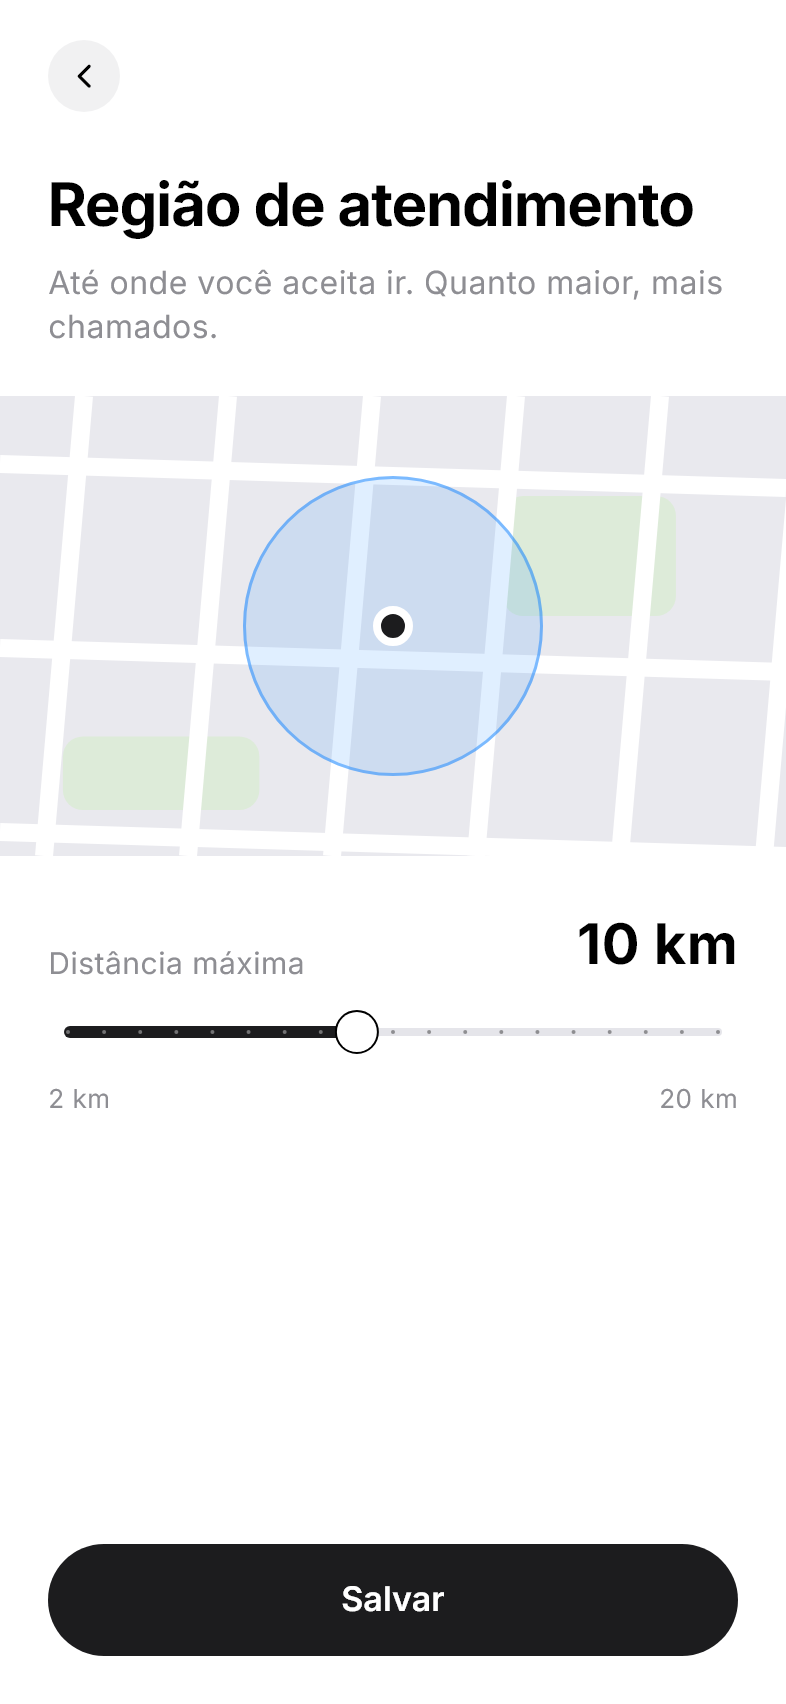 Região de atendimento
Até onde você aceita ir. Quanto maior, mais
chamados.
Distância máxima
10 km
2 km
20 km
Salvar